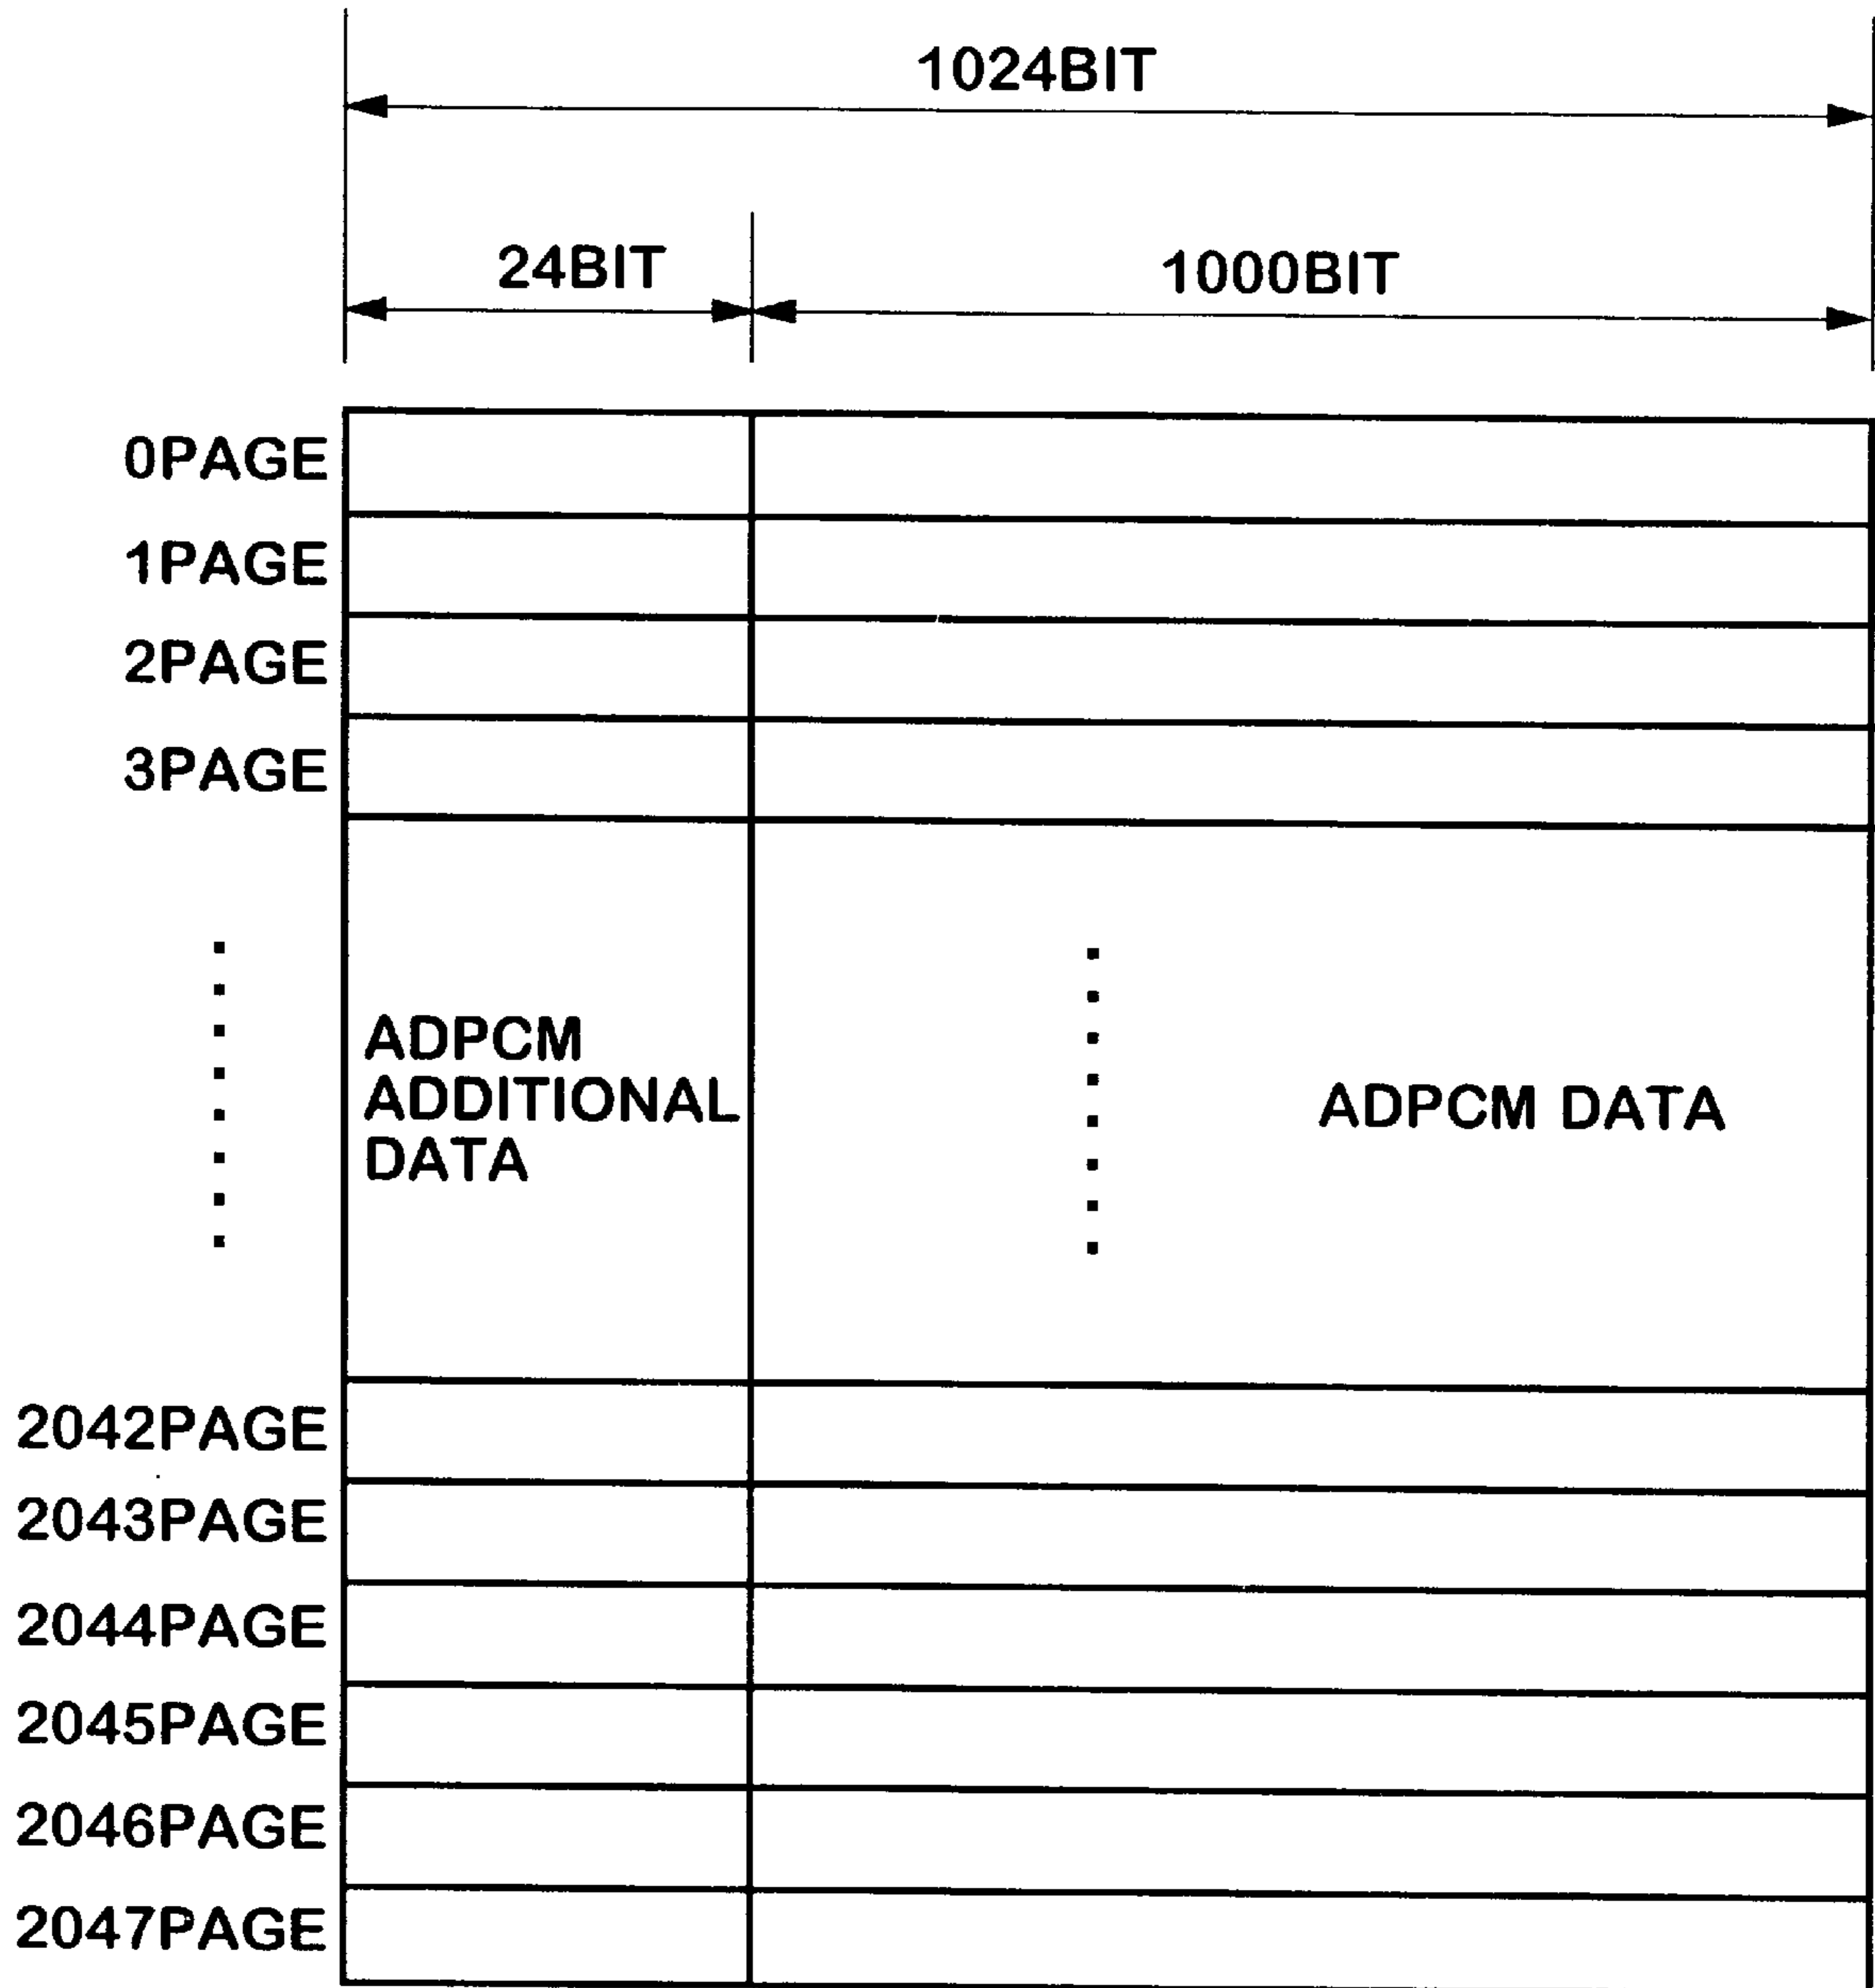 1024BIT
24BIT
1000BIT
0PAGE
1PAGE
2PAGE
3PAGE
ADPCM
ADDITIONAL
DATA
ADPCM DATA
2042PAGE
2043PAGE
2044PAGE
2045PAGE
2046PAGE
2047PAGE